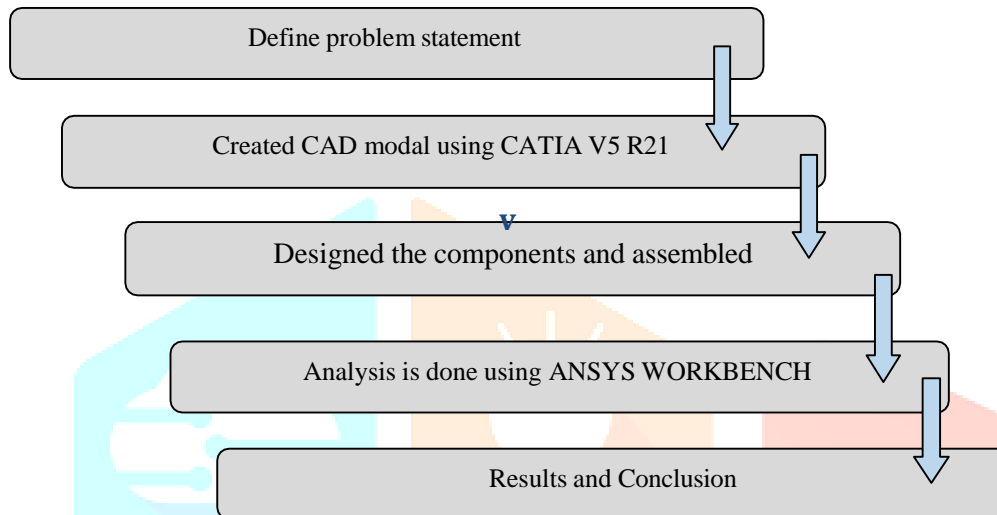 Define problem statement
Created CAD modal using CATIA V5 R21
v
Designed the components and assembled
Analysis is done using ANSYS WORKBENCH
Results and Conclusion